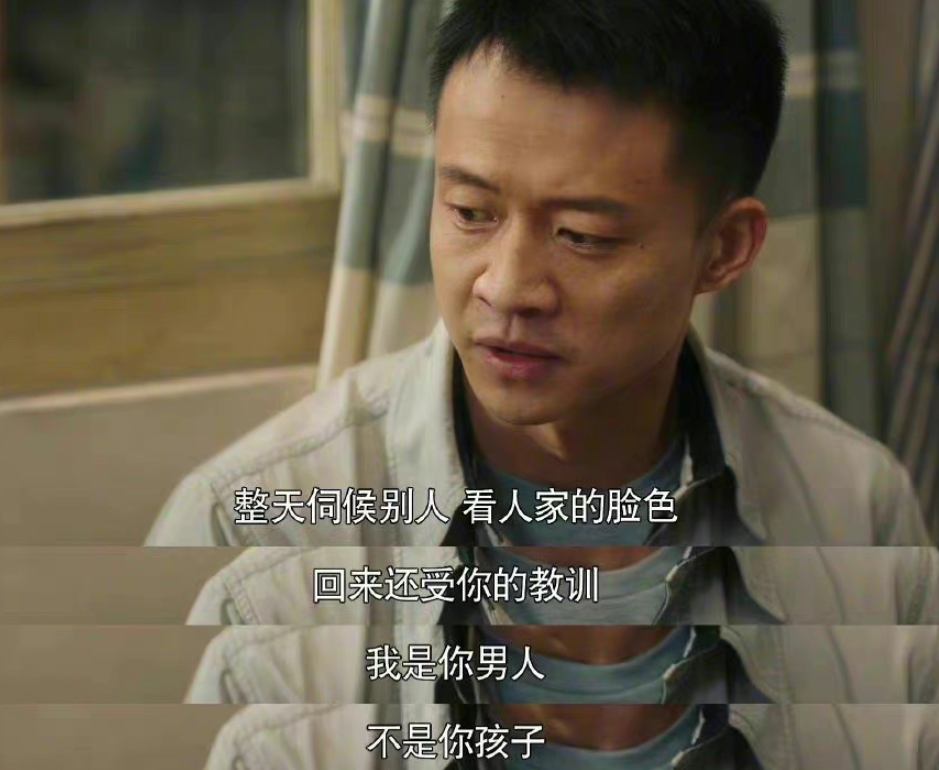 整天伺候别人 看人家的脸色
回来还受你的教训
我是你男人
不是你孩子